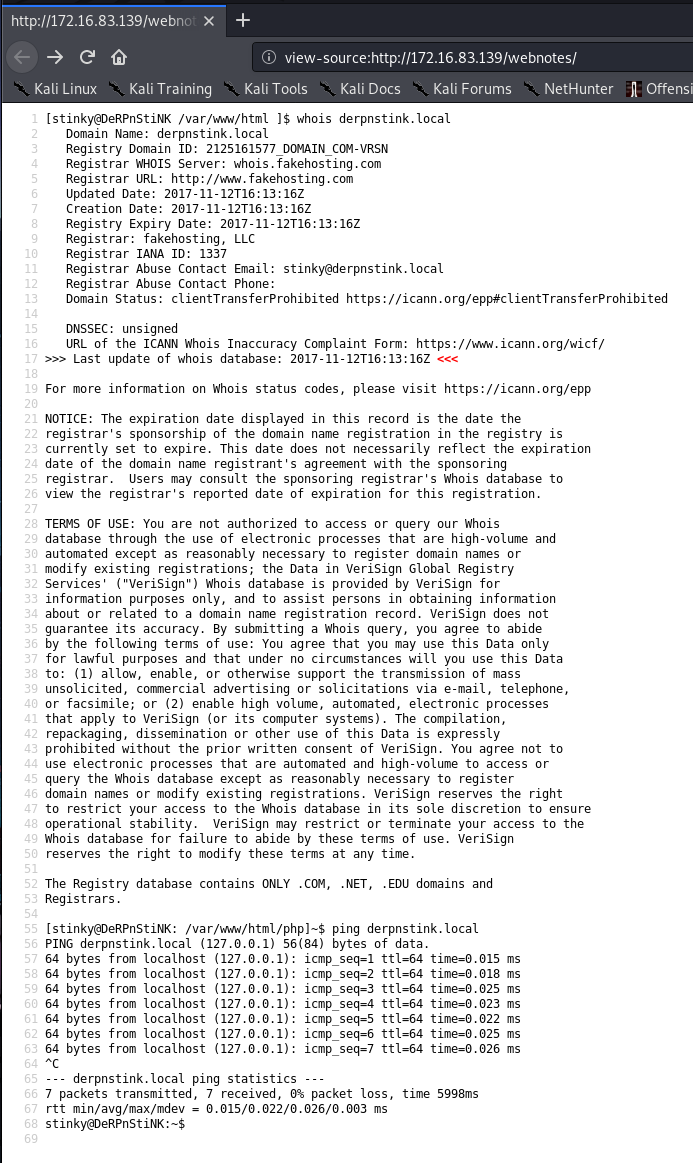 http://172.16.83.139/webnot
view-source:http://172.16.83.139/webnotes/
Kali Linux Kali Training Kali Tools Kali Docs Kali Forums NetHunter Offensi
1 [stinky@DeRPnStiNK /var/www/html ]$ whois derpnstink.local
2 Domain Name: derpnstink.local
3 Registry Domain ID: 2125161577_DOMAIN_COM-VRSN
4 Registrar WHOIS Server: whois.fakehosting.com
5 Registrar URL: http://www.fakehosting.com
6 Updated Date: 2017-11-12T16:13:16Z
7 Creation Date: 2017-11-12T16:13:16Z
8 Registry Expiry Date: 2017-11-12T16:13:16Z
9 Registrar: fakehosting, LLC
10 Registrar IANA ID: 1337
11 Registrar Abuse Contact Email: stinky@derpnstink.local
12 Registrar Abuse Contact Phone:
13 Domain Status: clientTransferProhibited https://icann.org/epp#clientTransferProhibited
14
15 DNSSEC: unsigned
16 URL of the ICANN Whois Inaccuracy Complaint Form: https://www.icann.org/wicf/
17 >>> Last update of whois database: 2017-11-12T16:13:16Z <<<
18
19 For more information on Whois status codes, please visit https://icann.org/epp
20
21 NOTICE: The expiration date displayed in this record is the date the
22 registrar's sponsorship of the domain name registration in the registry is
23 currently set to expire. This date does not necessarily reflect the expiration
24 date of the domain name registrant's agreement with the sponsoring
25 registrar.  Users may consult the sponsoring registrar's Whois database to
26 view the registrar's reported date of expiration for this registration.
27
28 TERMS OF USE: You are not authorized to access or query our Whois
29 database through the use of electronic processes that are high-volume and
30 automated except as reasonably necessary to register domain names or
31 modify existing registrations; the Data in VeriSign Global Registry
32 Services' ("VeriSign") Whois database is provided by VeriSign for
33 information purposes only, and to assist persons in obtaining information
34 about or related to a domain name registration record. VeriSign does not
35 guarantee its accuracy. By submitting a Whois query, you agree to abide
36 by the following terms of use: You agree that you may use this Data only
37 for lawful purposes and that under no circumstances will you use this Data
38 to: (1) allow, enable, or otherwise support the transmission of mass
39 unsolicited, commercial advertising or solicitations via e-mail, telephone,
40 or facsimile; or (2) enable high volume, automated, electronic processes
41 that apply to VeriSign (or its computer systems). The compilation,
42 repackaging, dissemination or other use of this Data is expressly
43 prohibited without the prior written consent of VeriSign. You agree not to
44 use electronic processes that are automated and high-volume to access or
45 query the Whois database except as reasonably necessary to register
46 domain names or modify existing registrations. VeriSign reserves the right
47 to restrict your access to the Whois database in its sole discretion to ensure
48 operational stability.  VeriSign may restrict or terminate your access to the
49 Whois database for failure to abide by these terms of use. VeriSign
50 reserves the right to modify these terms at any time.
51
52 The Registry database contains ONLY .COM, .NET, .EDU domains and
53 Registrars.
54
55 [stinky@DeRPnStiNK: /var/www/html/php]~$ ping derpnstink.local
56 PING derpnstink.local (127.0.0.1) 56(84) bytes of data.
57 64 bytes from localhost (127.0.0.1): icmp_seq=1 ttl=64 time=0.015 ms
58 64 bytes from localhost (127.0.0.1): icmp_seq=2 ttl=64 time=0.018 ms
59 64 bytes from localhost (127.0.0.1): icmp_seq=3 ttl=64 time=0.025 ms
60 64 bytes from localhost (127.0.0.1): icmp_seq=4 ttl=64 time=0.023 ms
61 64 bytes from localhost (127.0.0.1): icmp_seq=5 ttl=64 time=0.022 ms
62 64 bytes from localhost (127.0.0.1): icmp_seq=6 ttl=64 time=0.025 ms
63 64 bytes from localhost (127.0.0.1): icmp_seq=7 ttl=64 time=0.026 ms
64 ^C
65 --- derpnstink.local ping statistics ---
66 7 packets transmitted, 7 received, 0% packet loss, time 5998ms
67 rtt min/avg/max/mdev = 0.015/0.022/0.026/0.003 ms
68 stinky@DeRPnStiNK:~$
69